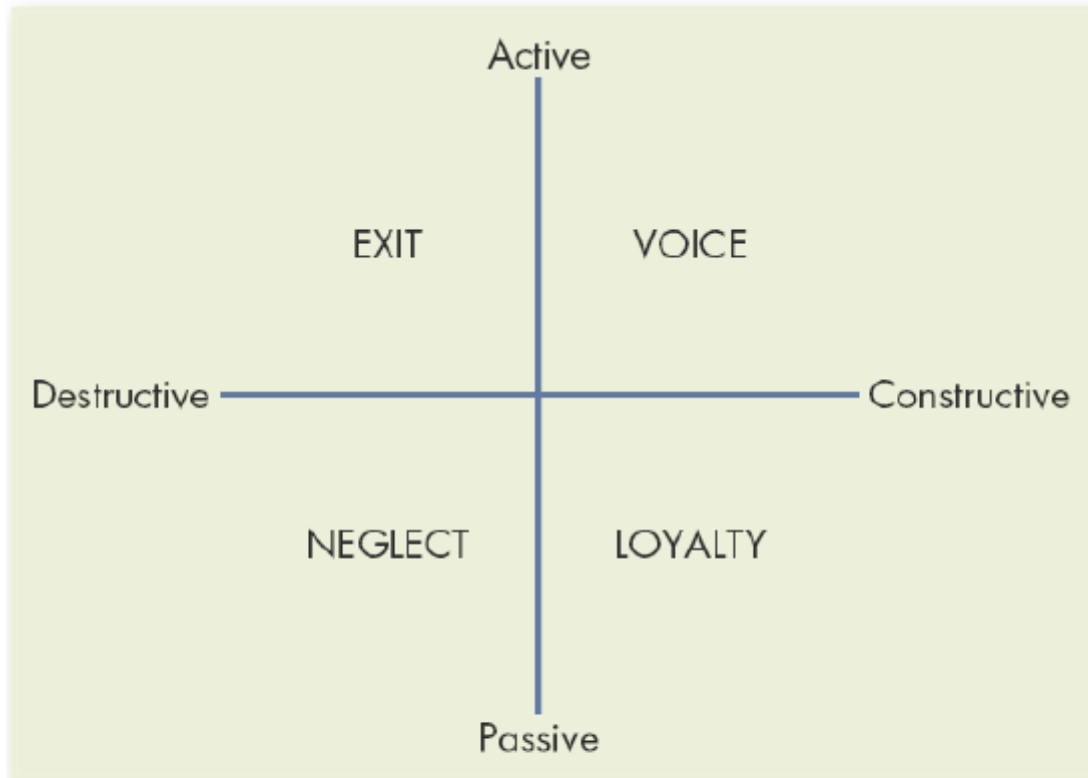 Active
EXIT VOICE
Destructive Constructive
NEGLECT LOYALTY
Passive